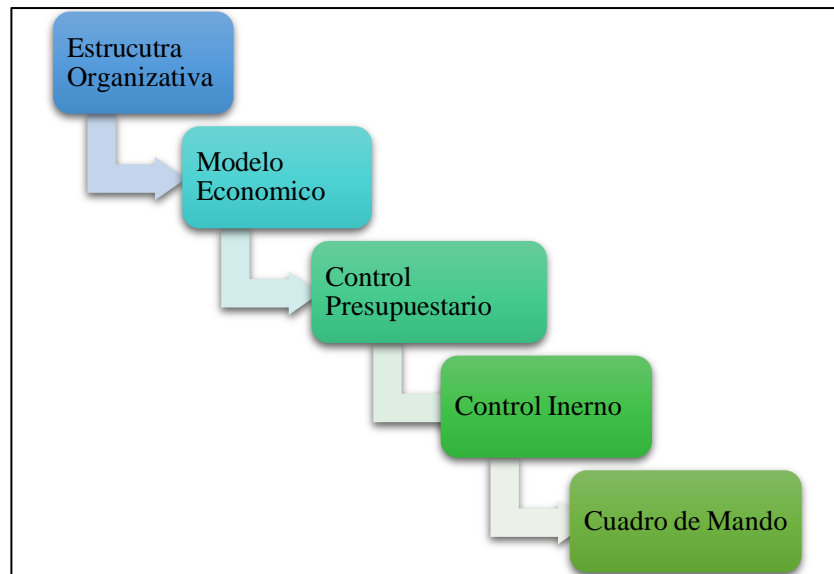 Estrucutra
Organizativa
Modelo
Economico
Control
Presupuestario
Control Inerno
Cuadro de Mando